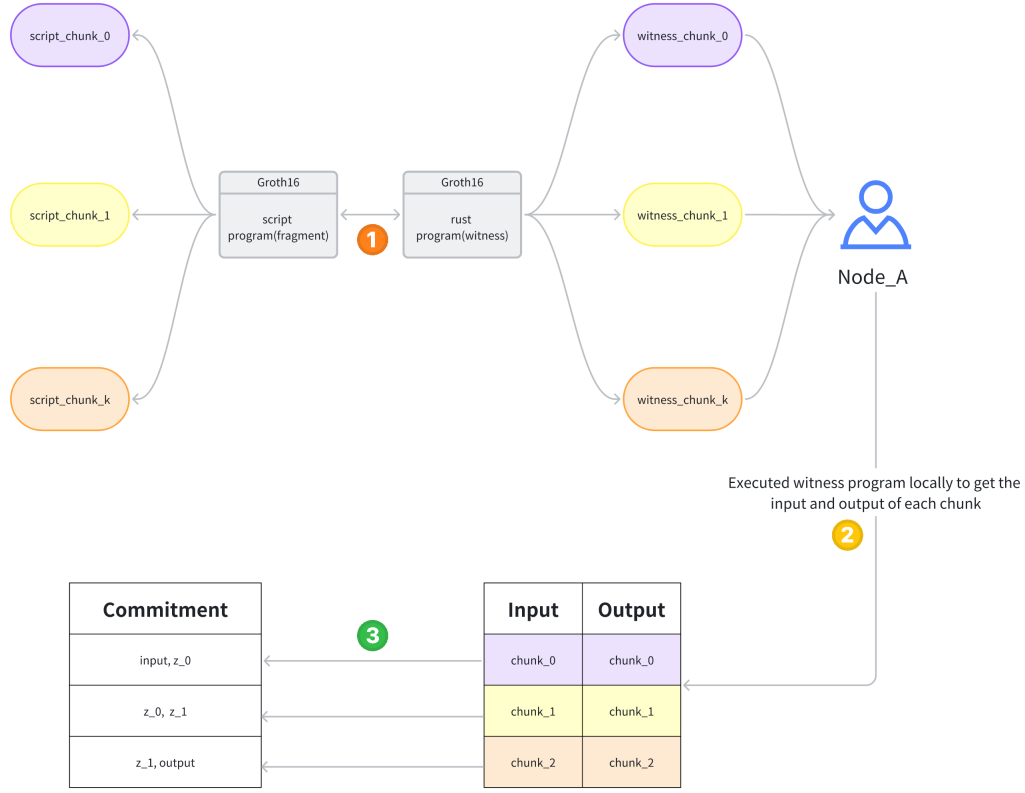 script_chunk_0
witness_chunk_0
Groth16
Groth16
script_chunk_1
script
program(fragment)
rust
program(witness)
witness_chunk_1
1
Node_A
script_chunk_k
witness_chunk_k
Executed witness program locally to get the
input and output of each chunk
2
Commitment
3
Input
Output
input, z_0
chunk_0
chunk_0
z_0, z_1
chunk_1
chunk_1
z_1, output
chunk_2
chunk_2